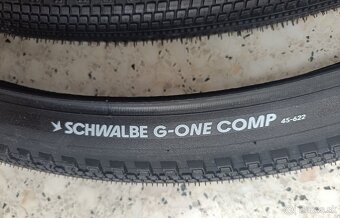 SCHWALBE G-ONE COMP 45-622